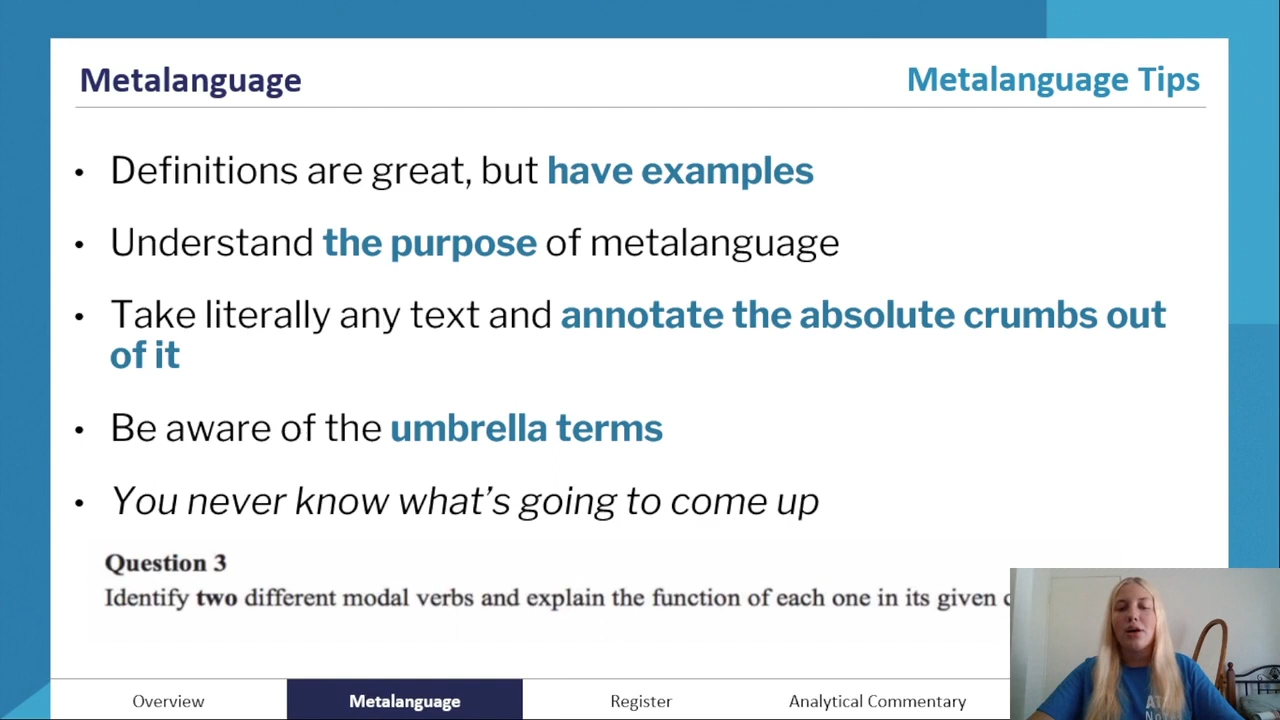 Metalanguage
Metalanguage Tips
• Definitions are great, but have examples
• Understand the purpose of metalanguage
• Take literally any text and annotate the absolute crumbs out
of it
• Be aware of the umbrella terms
• You never know what's going to come up
Question 3
Identify two different modal verbs and explain the function of each one in its given
Overview
Metalanguage
Register
Analytical Commentary